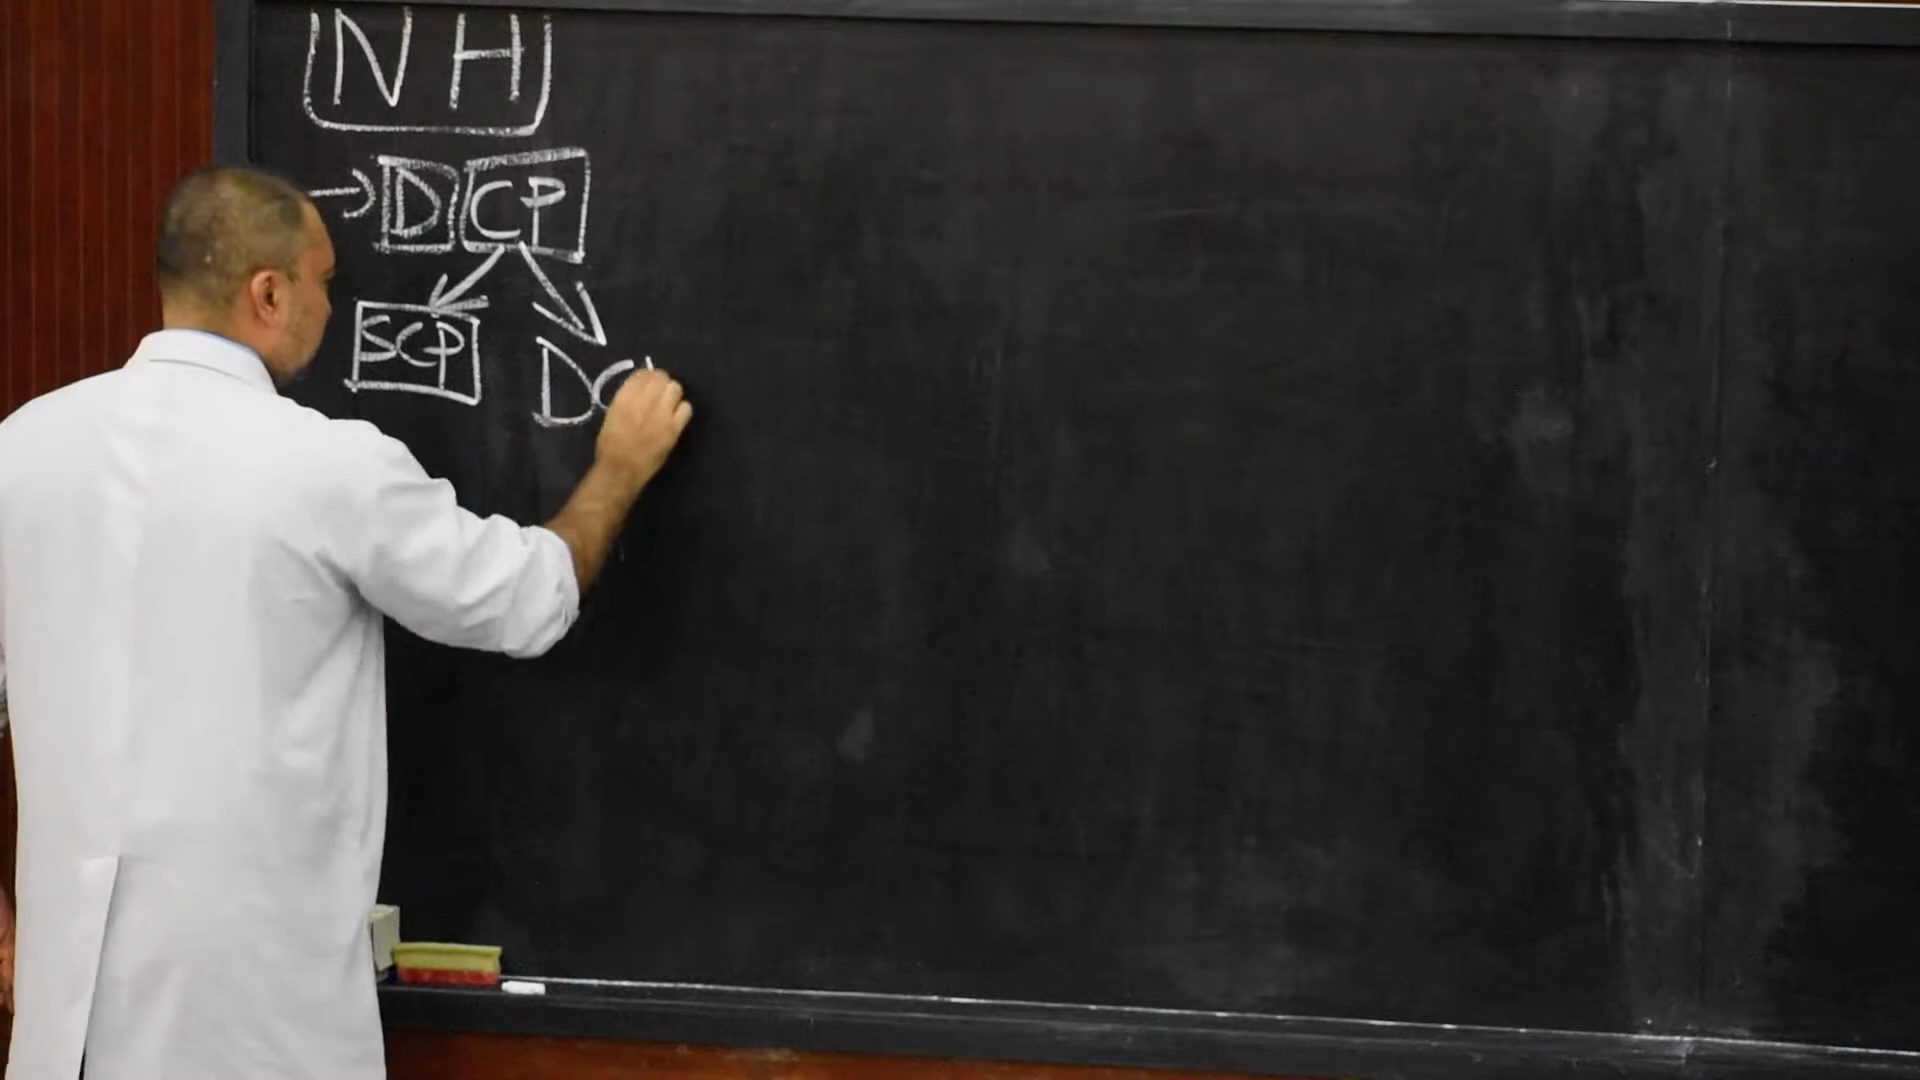 NH
→ D CP
SCP DC